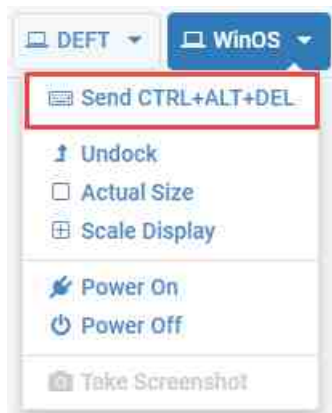 DEFT WinOS
Send CTRL+ALT+DEL
Undock
Actual Size
Scale Display
Power On
Power Off
Take Screenshot